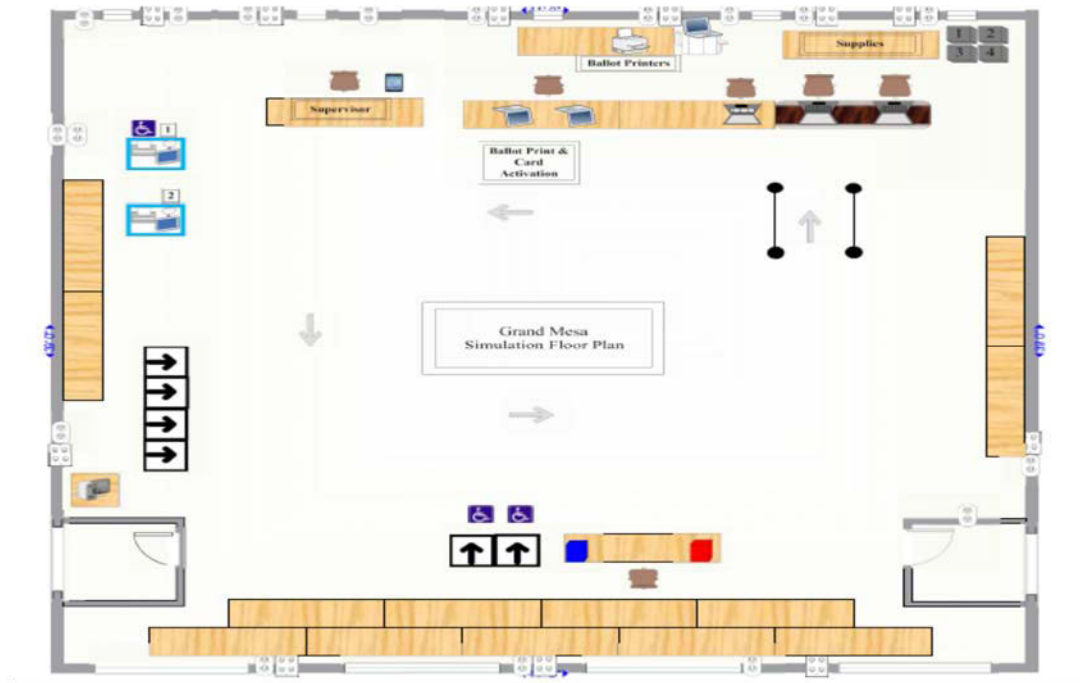 1 2
3 4
Supplies
Ballot Printers
Supervisor
1
Ballot Print &
Card
Activation
2
Grand Mesa
Simulation Floor Plan